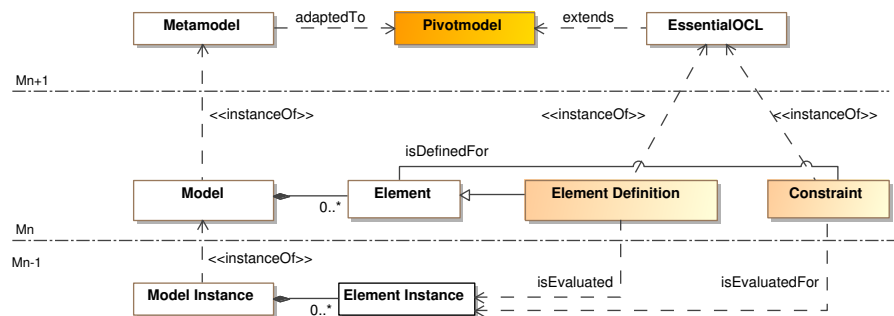 Metamodel
adaptedTo
Pivotmodel
extends
EssentialOCL
Mn+1
<<instanceOf>>
<<instanceOf>>
<<instanceOf>>
isDefinedFor
Model
0..*
Element
Element Definition
Constraint
Mn
Mn-1
<<instanceOf>>
isEvaluated
isEvaluatedFor
Model Instance
0..*
Element Instance